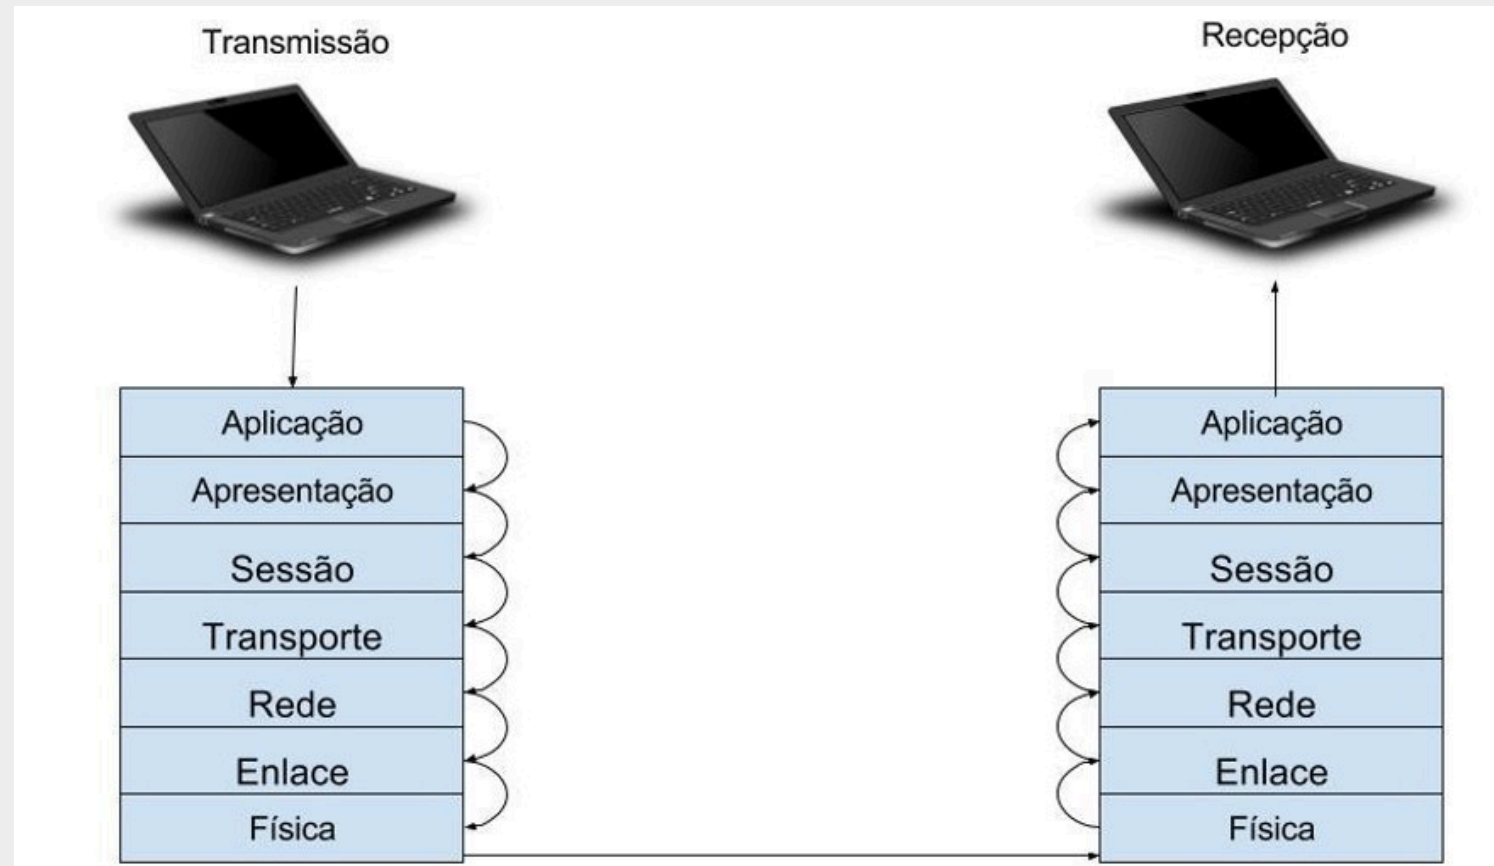 Transmissão
Recepção
Aplicação
Apresentação
Sessão
Transporte
Rede
Enlace
Física
Aplicação
Apresentação
Sessão
Transporte
Rede
Enlace
Física